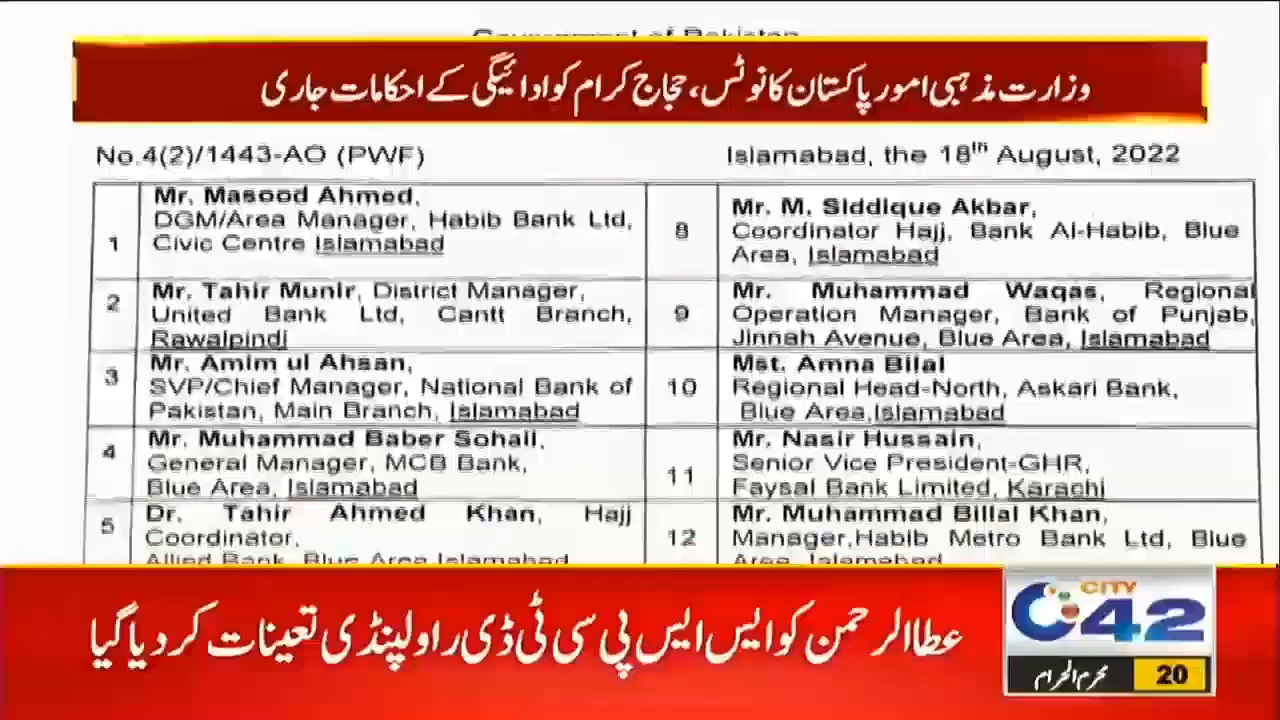 Government of Pakistan
وزارت مذہبی امور پاکستان کا نوٹس، حجاج کرام کو ادائیگی کے احکامات جاری
No.4(2)/1443-AO (PWF)
Islamabad, the 18th August, 2022
1
Mr. Masood Ahmed,
DGM/Area Manager, Habib Bank Ltd,
Civic Centre Islamabad
8
Mr. M. Siddique Akbar,
Coordinator Hajj, Bank Al-Habib, Blue
Area, Islamabad
2
Mr. Tahir Munir, District Manager,
United Bank Ltd, Cantt Branch,
Rawalpindi
9
Mr. Muhammad Waqas, Regional
Operation Manager, Bank of Punjab,
Jinnah Avenue, Blue Area, Islamabad
3
Mr. Amim ul Ahsan,
SVP/Chief Manager, National Bank of
Pakistan, Main Branch, Islamabad
10
Mst. Amna Bilal
Regional Head-North, Askari Bank,
Blue Area,Islamabad
4
Mr. Muhammad Baber Sohail,
General Manager, MCB Bank,
Blue Area, Islamabad
11
Mr. Nasir Hussain,
Senior Vice President-GHR,
Faysal Bank Limited, Karachi
5
Dr. Tahir Ahmed Khan, Hajj
Coordinator,
Allied Bank, Blue Area Islamabad
12
Mr. Muhammad Billal Khan,
Manager,Habib Metro Bank Ltd, Blue
Area, Islamabad
عطاالرحمن کو ایس ایس پی سی ٹی ڈی راولپنڈی تعینات کر دیا گیا
CITY
42
محرم الحرام 20